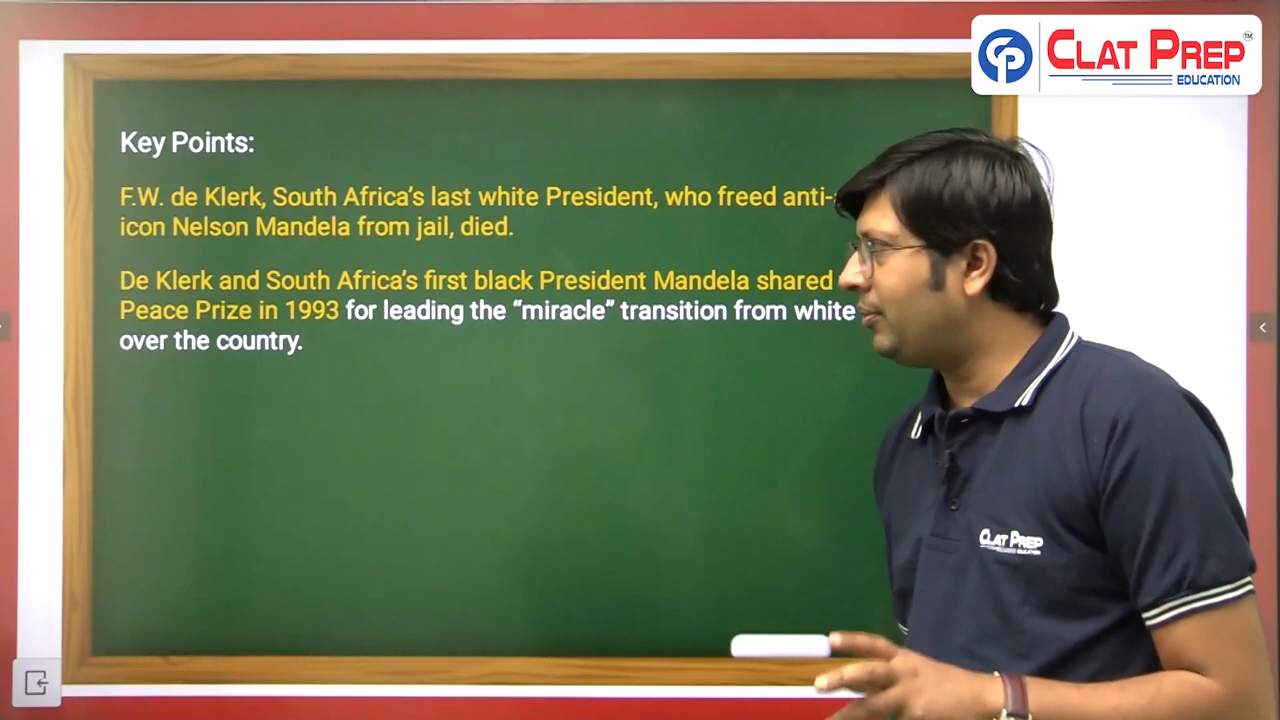 CLAT PREP
TM
EDUCATION
Key Points:
F.W. de Klerk, South Africa's last white President, who freed anti-
icon Nelson Mandela from jail, died.
De Klerk and South Africa's first black President Mandela shared
Peace Prize in 1993 for leading the “miracle” transition from white
over the country.
CLAT PREP
EDUCATION